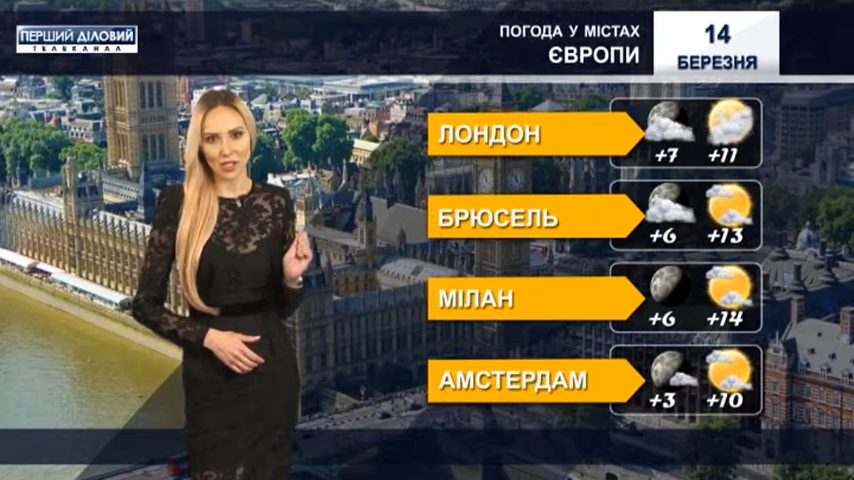 ПЕРШИЙ ДІЛОВИЙ
ТЕЛЕКАНАЛ
ПОГОДА У МІСТАХ
ЄВРОПИ
14
БЕРЕЗНЯ
ЛОНДОН
+7 +11
БРЮСЕЛЬ
+6 +13
МІЛАН
+6 +14
АМСТЕРДАМ
+3 +10